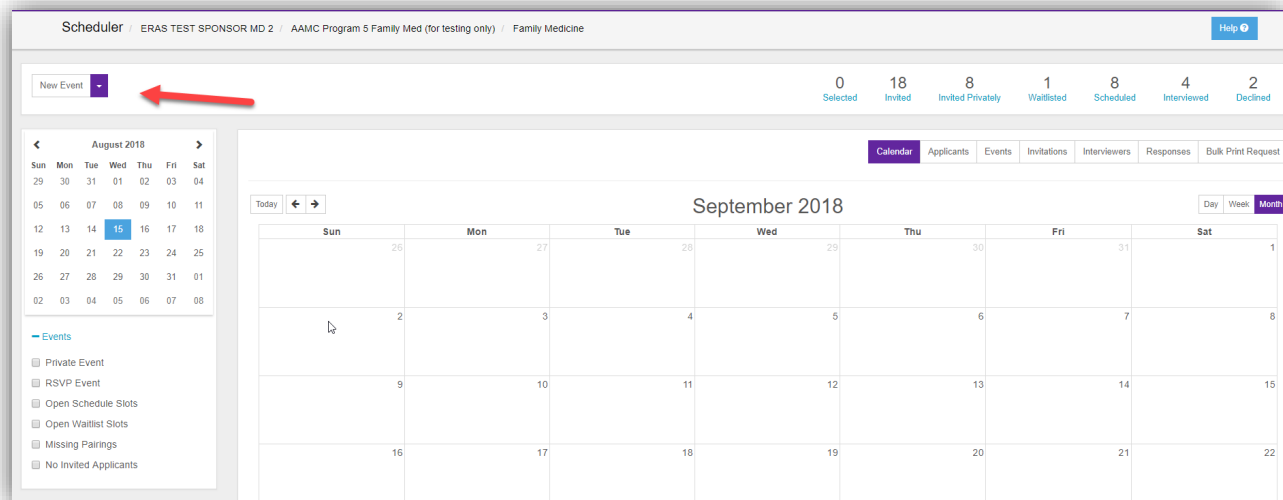 Scheduler / ERAS TEST SPONSOR MD 2 / AAMC Program 5 Family Med (for testing only) / Family Medicine
Help
New Event
0 18 8 1 8 4 2
Selected Invited Invited Privately Waitlisted Scheduled Interviewed Declined
August 2018
Sun Mon Tue Wed Thu Fri Sat
29 30 31 01 02 03 04
05 06 07 08 09 10 11
12 13 14 15 16 17 18
19 20 21 22 23 24 25
26 27 28 29 30 31 01
02 03 04 05 06 07 08
Events
Private Event
RSVP Event
Open Schedule Slots
Open Waitlist Slots
Missing Pairings
No Invited Applicants
Calendar Applicants Events Invitations Interviewers Responses Bulk Print Request
Today
September 2018
Day Week Month
Sun Mon Tue Wed Thu Fri Sat
26 27 28 29 30 31 1
2 3 4 5 6 7 8
9 10 11 12 13 14 15
16 17 18 19 20 21 22